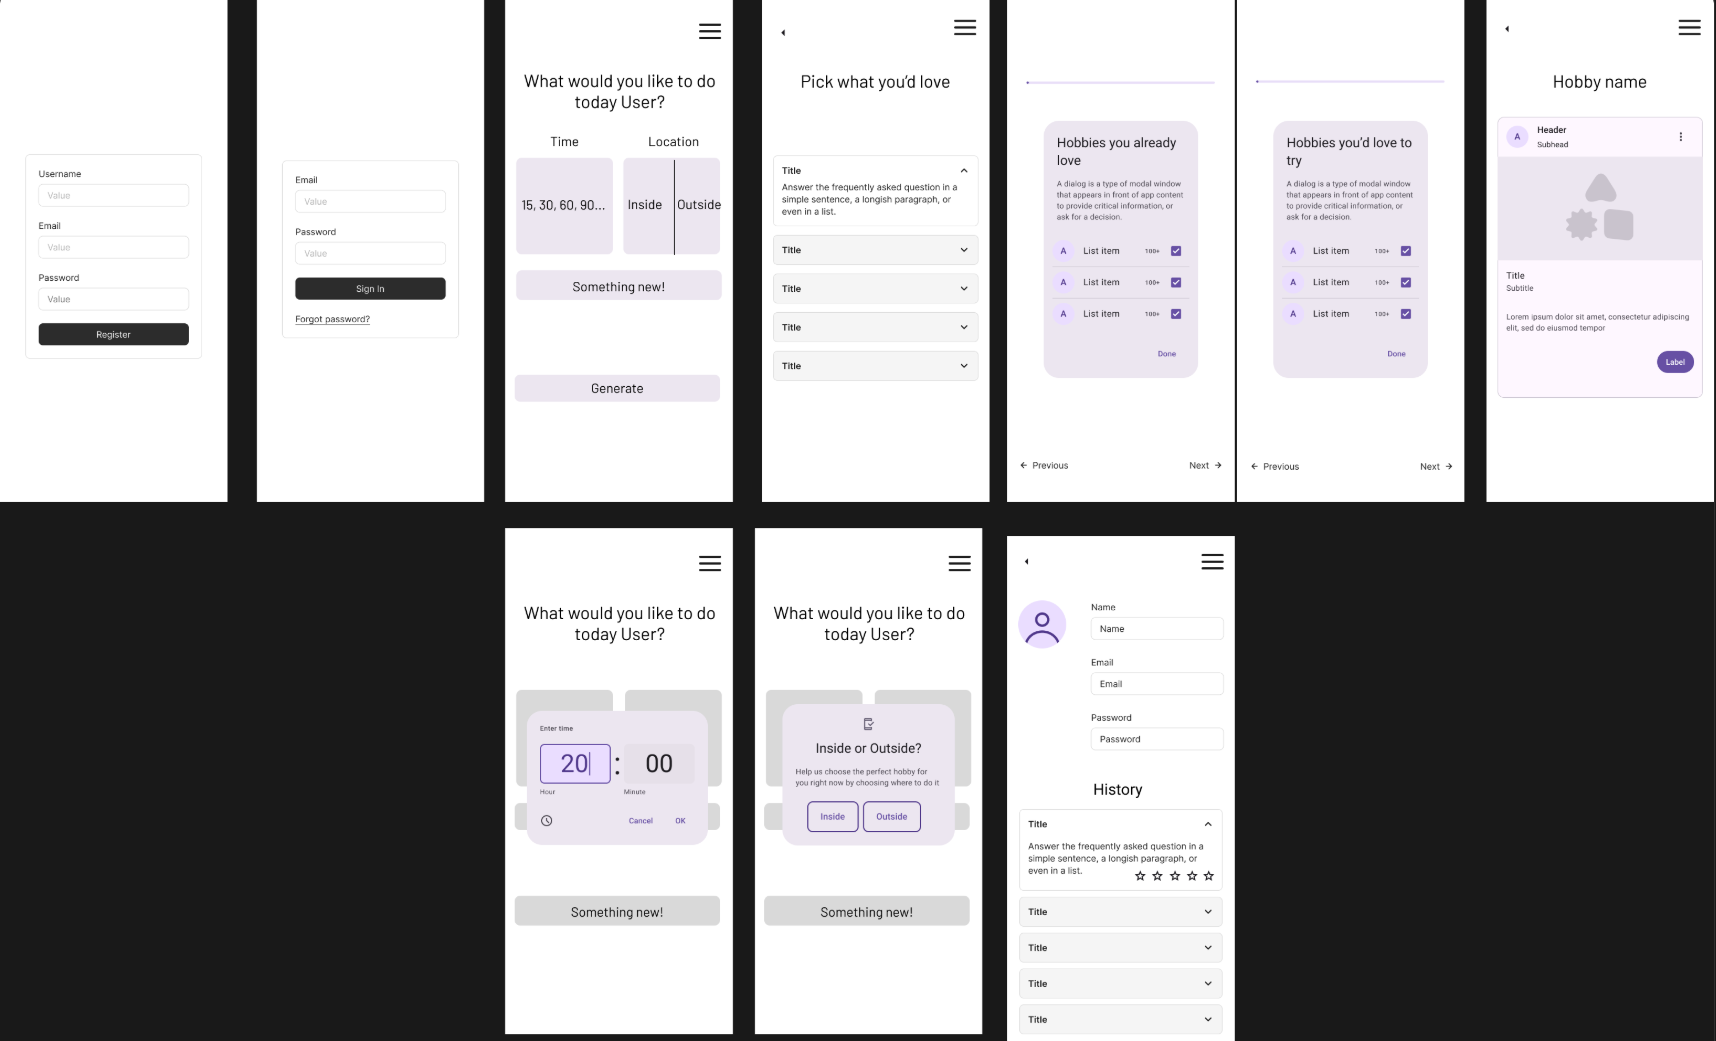 Username
Value
Email
Value
Password
Value
Register
Email
Value
Password
Value
Sign In
Forgot password?
What would you like to do
today User?
Time
Location
15, 30, 60, 90...
Inside
Outside
Something new!
Generate
Pick what you'd love
Title
Answer the frequently asked question in a
simple sentence, a longish paragraph, or
even in a list.
Title
Title
Title
Title
Hobbies you already
love
A dialog is a type of modal window
that appears in front of app content
to provide critical information, or
ask for a decision.
A List item 100+
A List item 100+
A List item 100+
Done
Previous
Next
Hobbies you'd love to
try
A dialog is a type of modal window
that appears in front of app content
to provide critical information, or
ask for a decision.
A List item 100+
A List item 100+
A List item 100+
Done
Previous
Next
Hobby name
A
Header
Subhead
Title
Subtitle
Lorem ipsum dolor sit amet, consectetur adipiscing
elit, sed do eiusmod tempor
Label
What would you like to do
today User?
Enter time
20 : 00
Hour
Minute
Cancel
OK
Something new!
What would you like to do
today User?
Inside or Outside?
Help us choose the perfect hobby for
you right now by choosing where to do it
Inside
Outside
Something new!
Name
Name
Email
Email
Password
Password
History
Title
Answer the frequently asked question in a
simple sentence, a longish paragraph, or
even in a list.
Title
Title
Title
Title